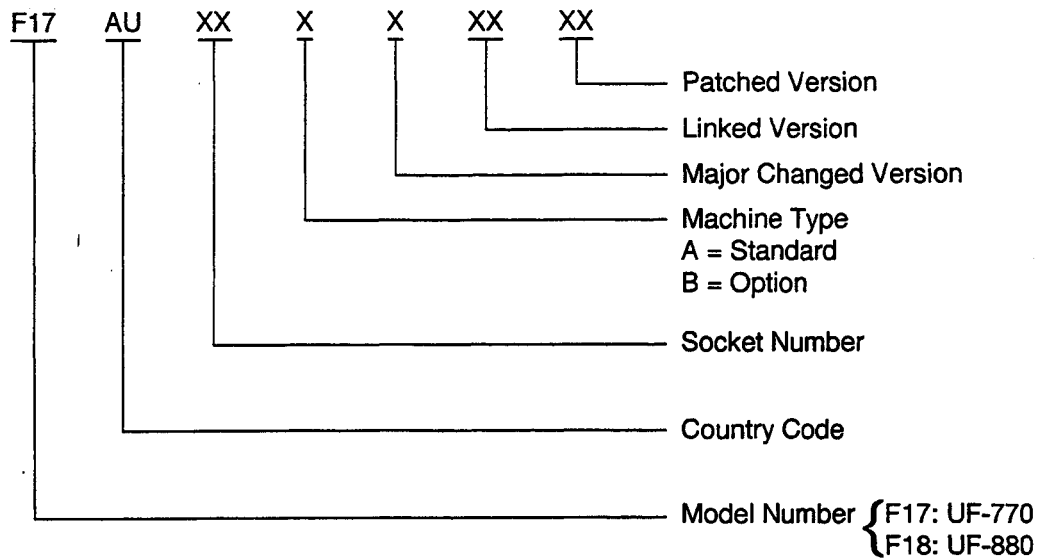 F17 AU XX X X XX XX
Patched Version
Linked Version
Major Changed Version
Machine Type
A = Standard
B = Option
Socket Number
Country Code
Model Number { F17: UF-770
F18: UF-880